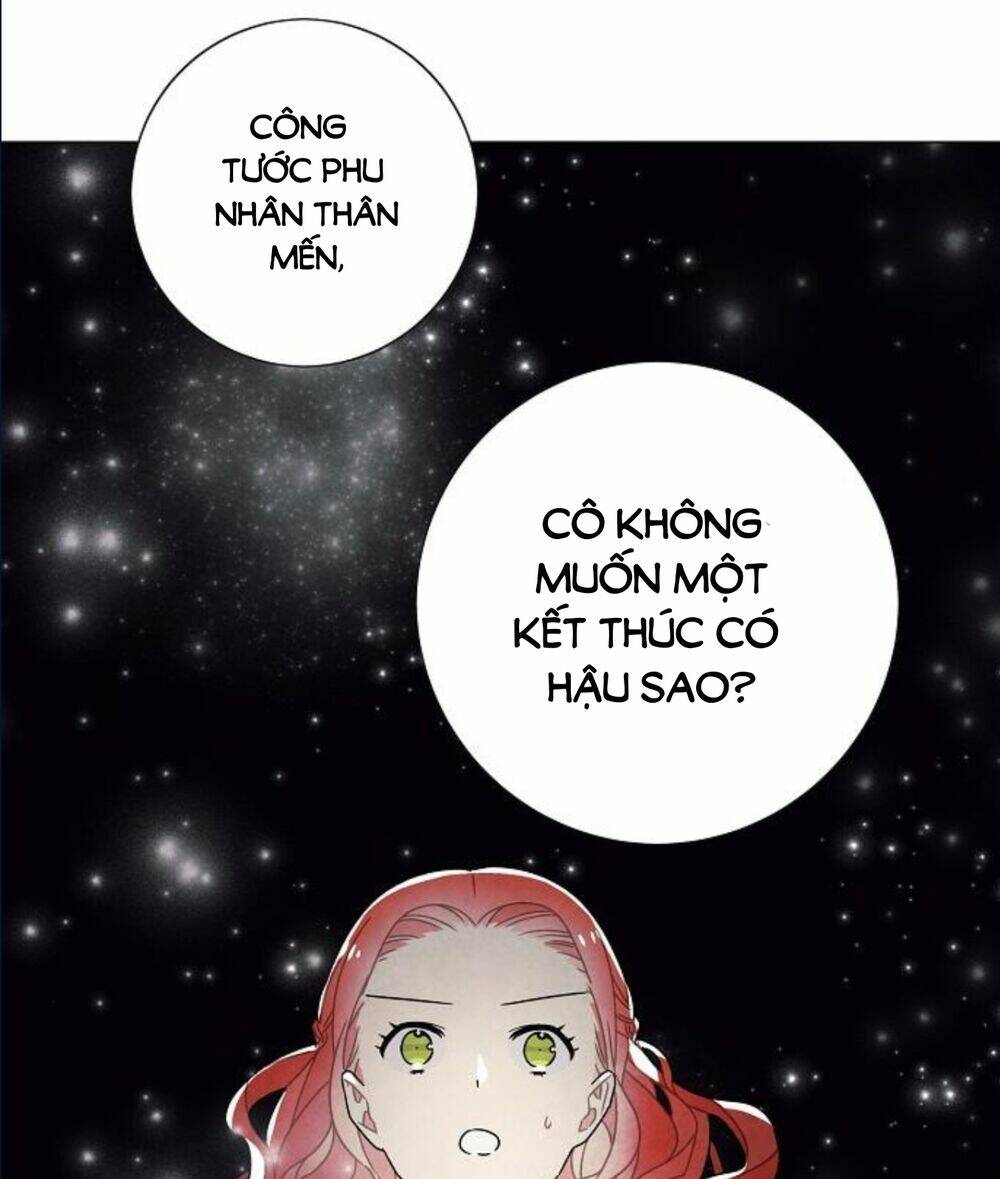 CÔNG
TƯỚC PHU
NHÂN THÂN
MẾN,
CÔ KHÔNG
MUỐN MỘT
KẾT THÚC CÓ
HẬU SAO?